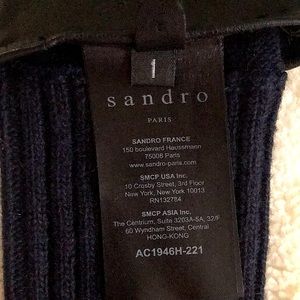 1
sandro
PARIS
SANDRO FRANCE
150 boulevard Haussmann
75008 Paris
www.sandro-paris.com
SMCP USA Inc.
10 Crosby Street, 3rd Floor
New York, New York 10013
RN132784
SMCP ASIA Inc.
The Centrium, Suite 3203A-5A, 32/F
60 Wyndham Street, Central
HONG-KONG
AC1946H-221